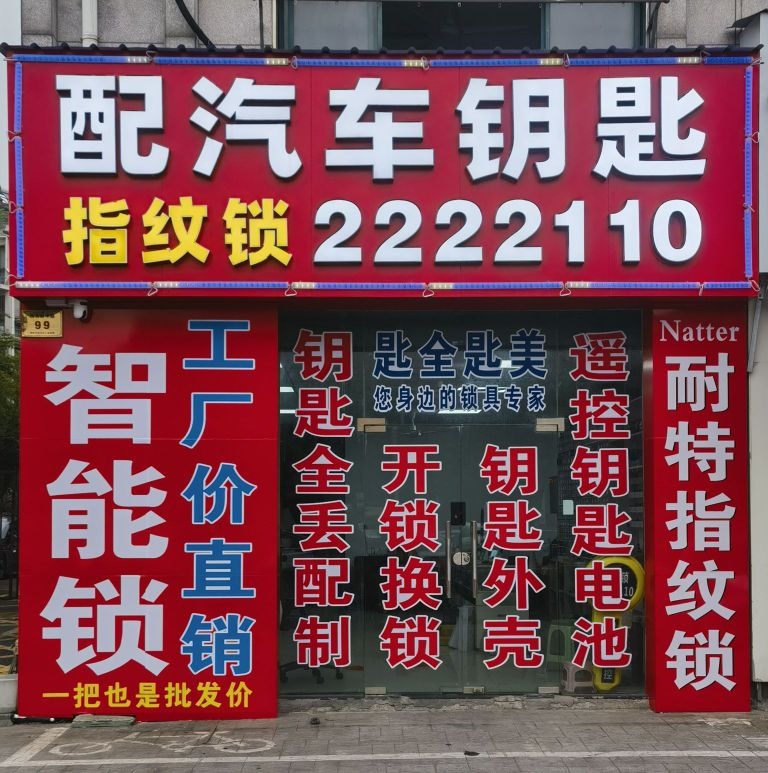 配汽车钥匙
指纹锁 2222110
99
智能锁
工厂价直销
一把也是批发价
钥匙全丢配制
匙全匙美
您身边的锁具专家
开锁换锁
钥匙外壳
遥控钥匙电池
Natter
耐特指纹锁